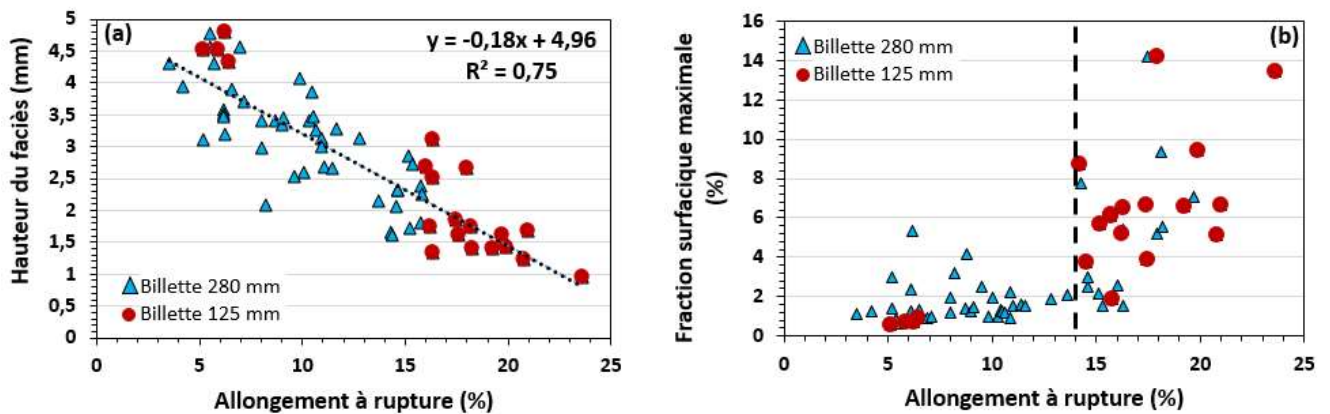 (a)
y = -0,18x + 4,96
R² = 0,75
Hauteur du faciès (mm)
5
4,5
4
3,5
3
2,5
2
1,5
1
0,5
0
Billette 280 mm
Billette 125 mm
0 5 10 15 20 25
Allongement à rupture (%)
(b)
Billette 280 mm
Billette 125 mm
Fraction surfacique maximale
(%)
16
14
12
10
8
6
4
2
0
0 5 10 15 20 25
Allongement à rupture (%)